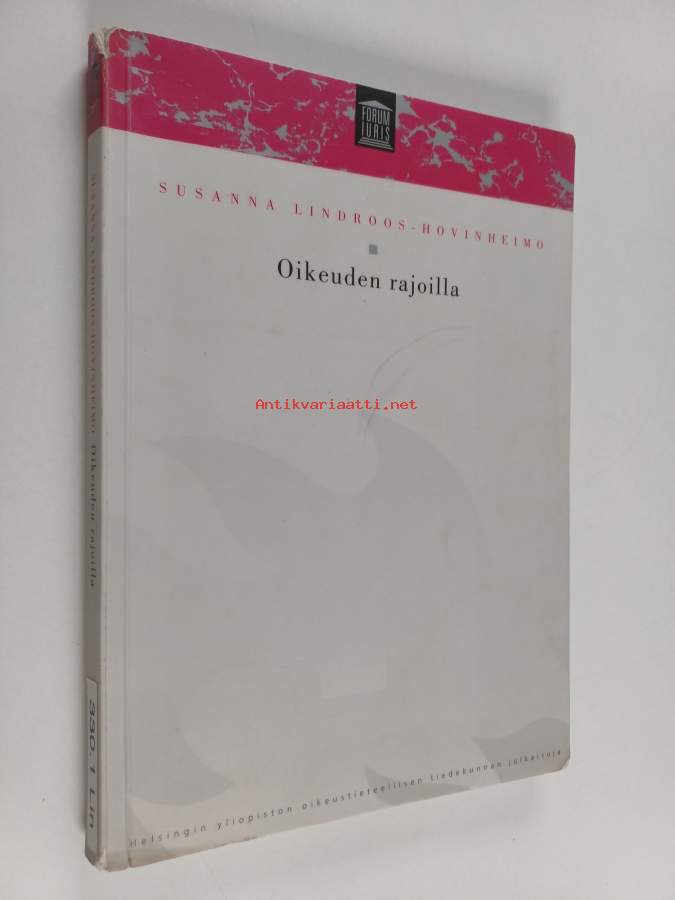 FORUM
IURIS
SUSANNA LINDROOS-HOVINHEIMO
Oikeuden rajoilla
Antikvariaatti.net
SUSANNA LINDROOS-HOVINHEIMO Oikeuden rajoilla
330.1 Lin
Helsingin yliopiston oikeustieteellisen tiedekunnan julkaisuja